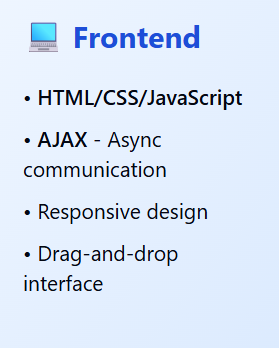 💻 Frontend
• HTML/CSS/JavaScript
• AJAX - Async
communication
• Responsive design
• Drag-and-drop
interface